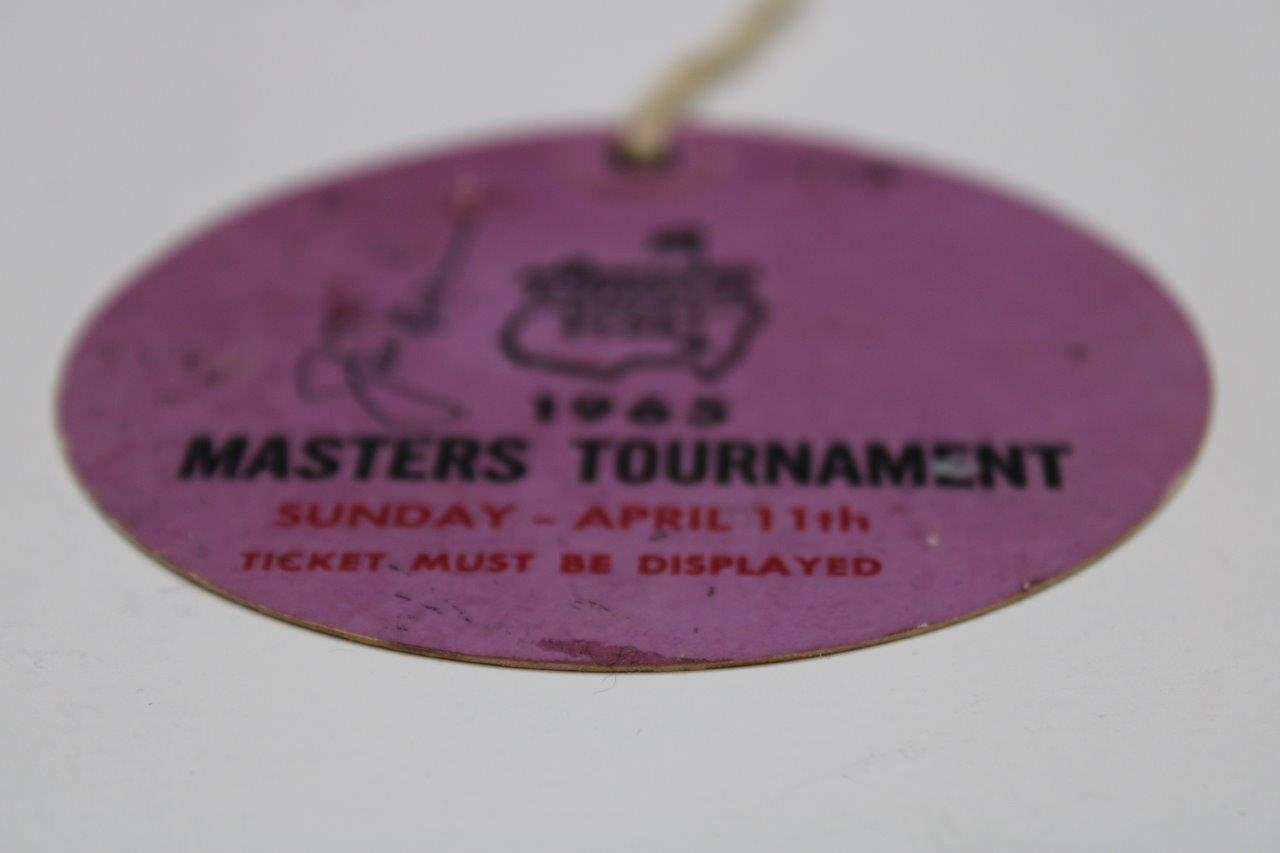 1965
MASTERS TOURNAMENT
SUNDAY - APRIL 11th
TICKET MUST BE DISPLAYED